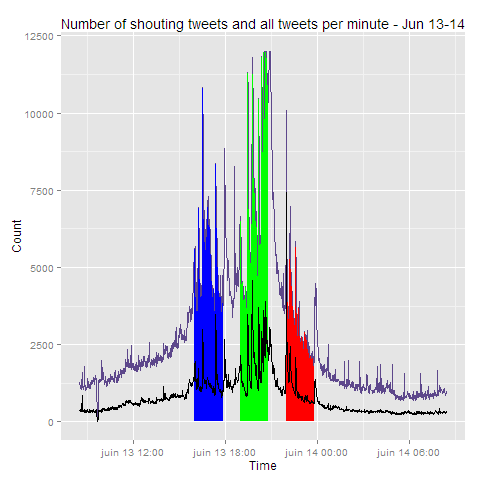 Number of shouting tweets and all tweets per minute - Jun 13-14
12500
10000
7500
5000
2500
0
Count
juin 13 12:00
juin 13 18:00
juin 14 00:00
juin 14 06:00
Time